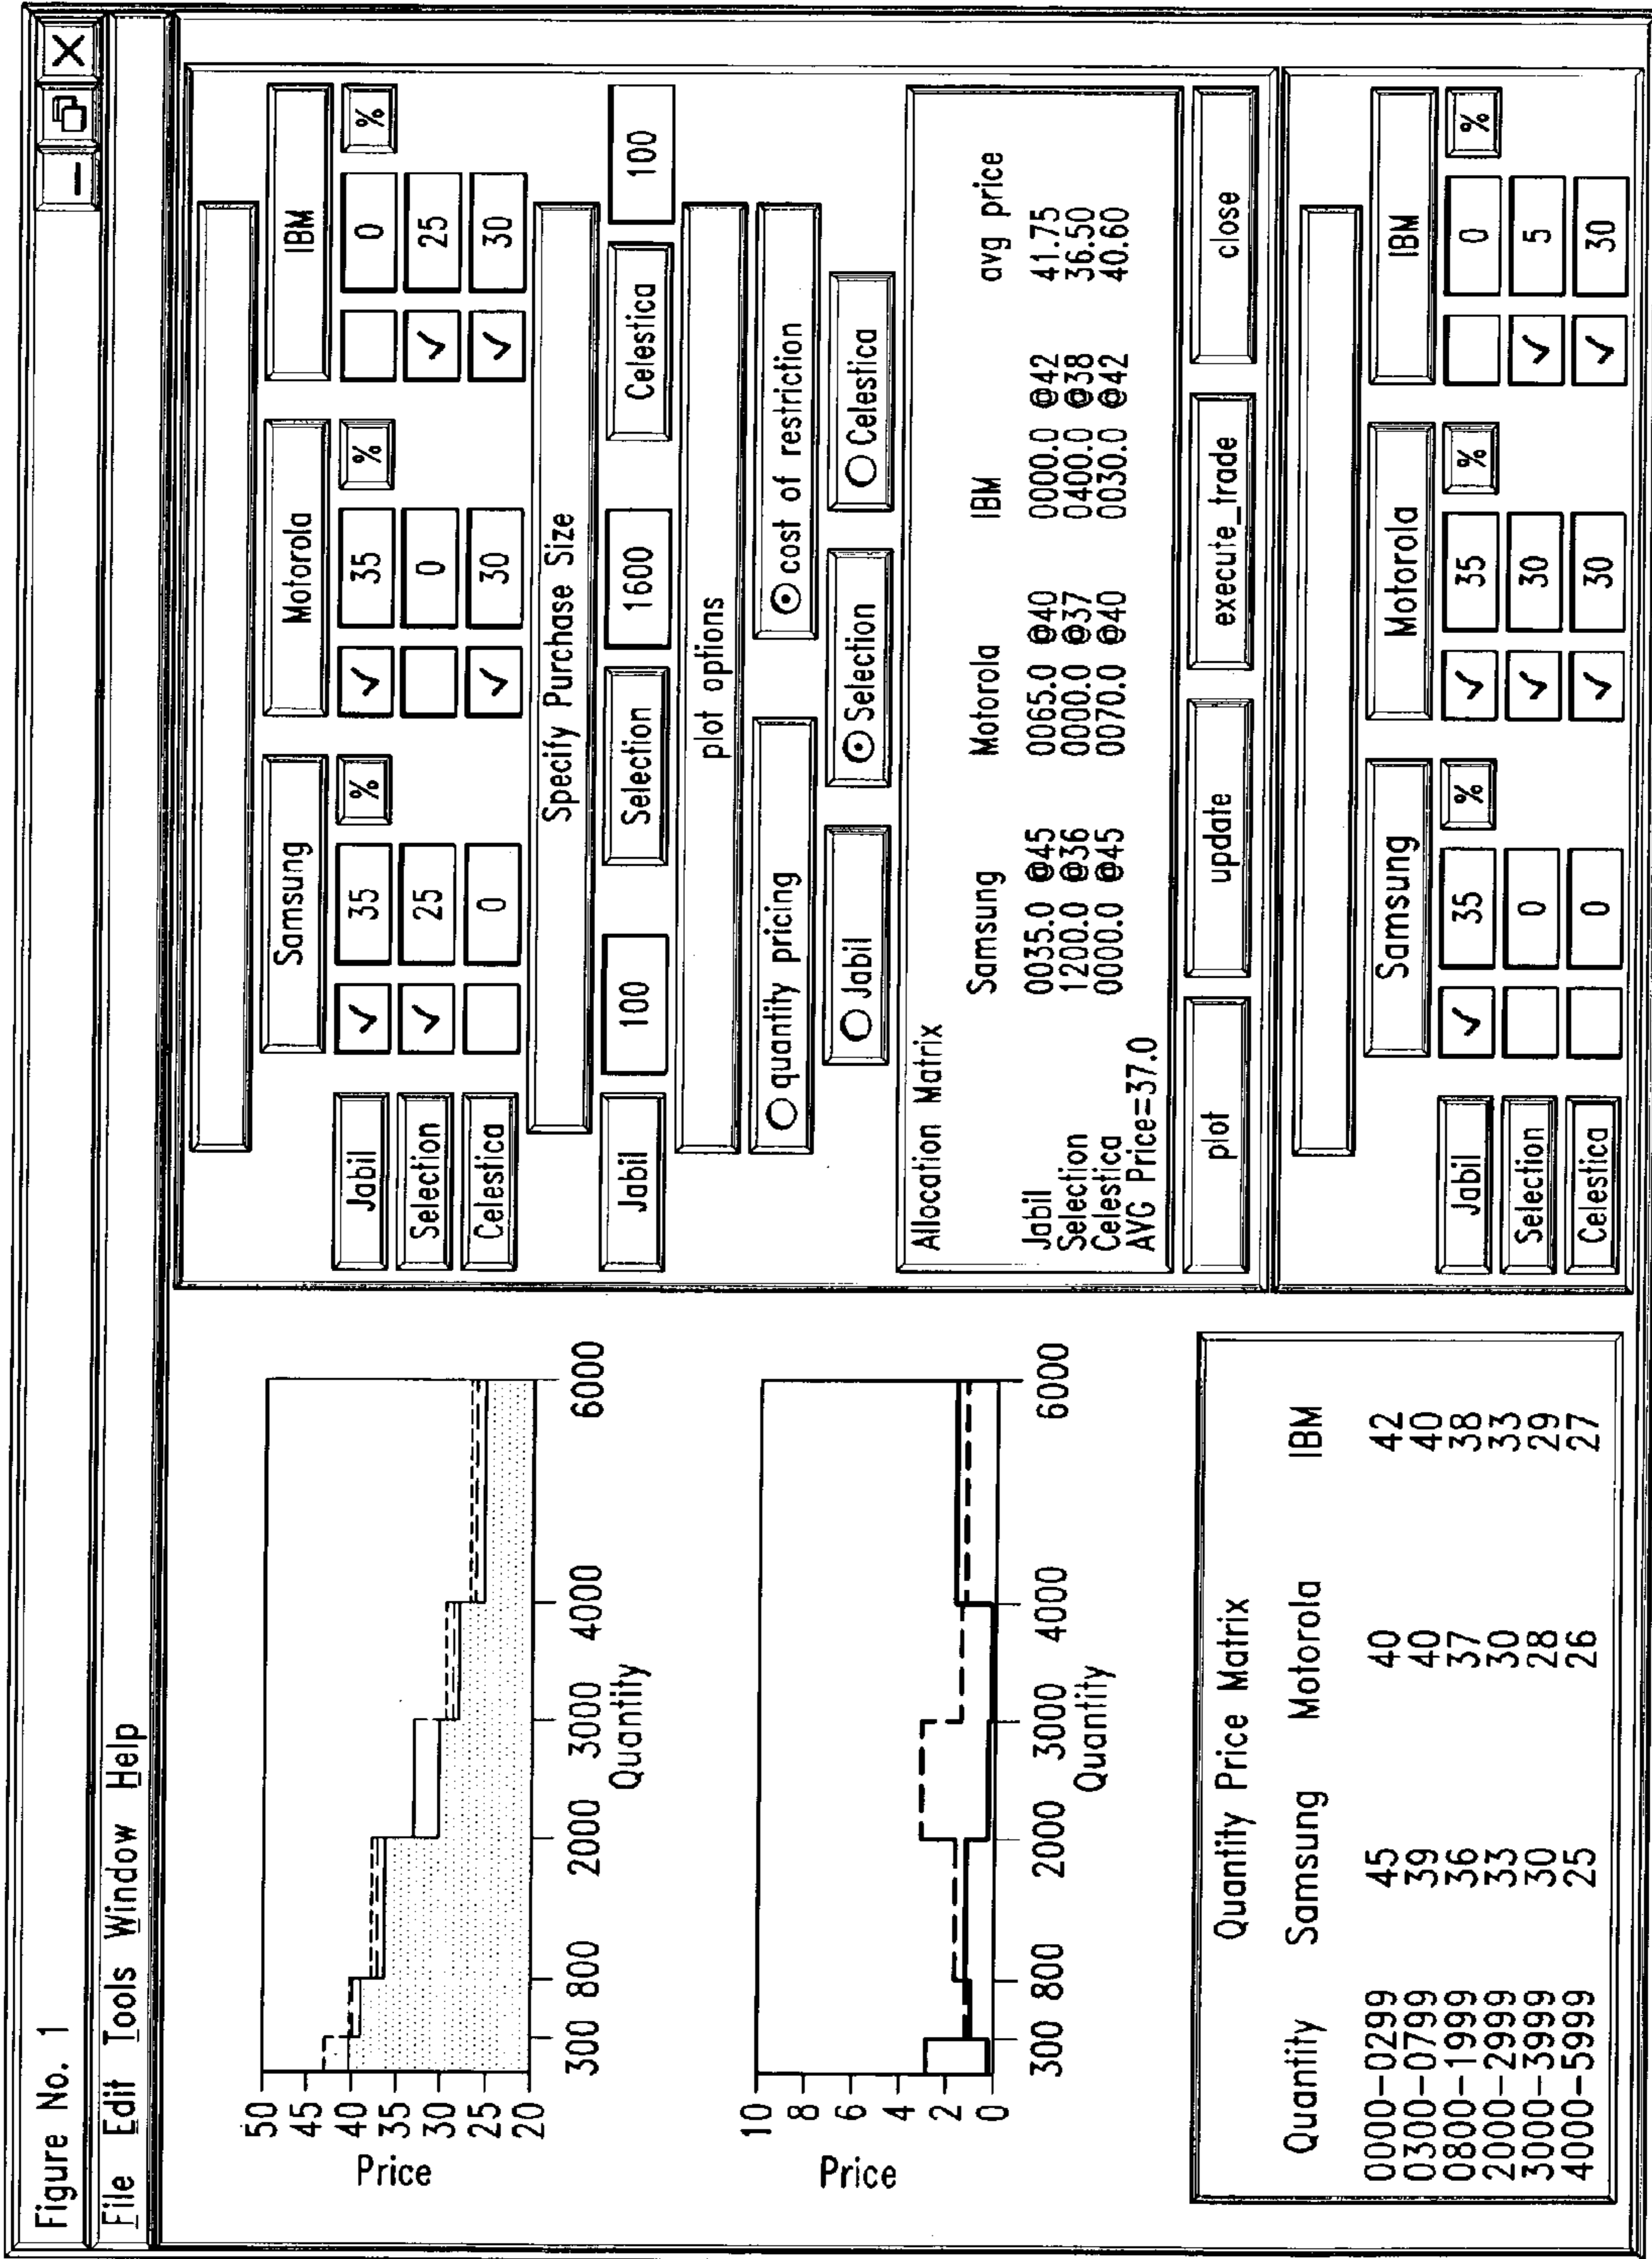 Figure No. 1
File Edit Tools Window Help
50
45
40
35
30
25
20
Price
300 800 2000 3000 4000 6000
Quantity
10
8
6
4
2
0
Price
300 800 2000 3000 4000 6000
Quantity
Quantity Price Matrix
Quantity Samsung Motorola IBM
0000-0299 45 40 42
0300-0799 39 40 40
0800-1999 36 37 38
2000-2999 33 30 33
3000-3999 30 28 29
4000-5999 25 26 27
Samsung Motorola IBM
Jabil 35 % 35 % 0 %
Selection 25 0 25
Celestica 0 30 30
Specify Purchase Size
Jabil 100 Selection 1600 Celestica 100
plot options
quantity pricing cost of restriction
Jabil Selection Celestica
Allocation Matrix
Samsung Motorola IBM avg price
Jabil 0035.0 @45 0065.0 @40 0000.0 @42 41.75
Selection 1200.0 @36 0000.0 @37 0400.0 @38 36.50
Celestica 0000.0 @45 0070.0 @40 0030.0 @42 40.60
AVG Price=37.0
plot update execute_trade close
Samsung Motorola IBM
Jabil 35 % 35 % 0 %
Selection 0 30 5
Celestica 0 30 30